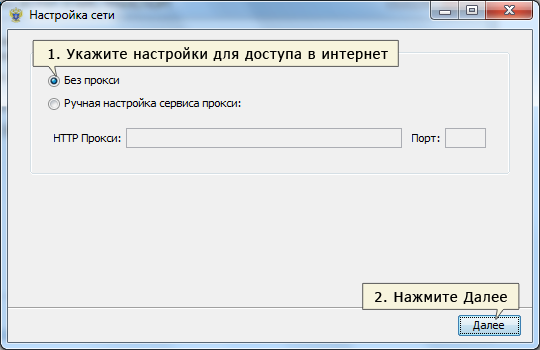 Настройка сети
1. Укажите настройки для доступа в интернет
Без прокси
Ручная настройка сервиса прокси:
HTTP Прокси: Порт:
2. Нажмите Далее
Далее